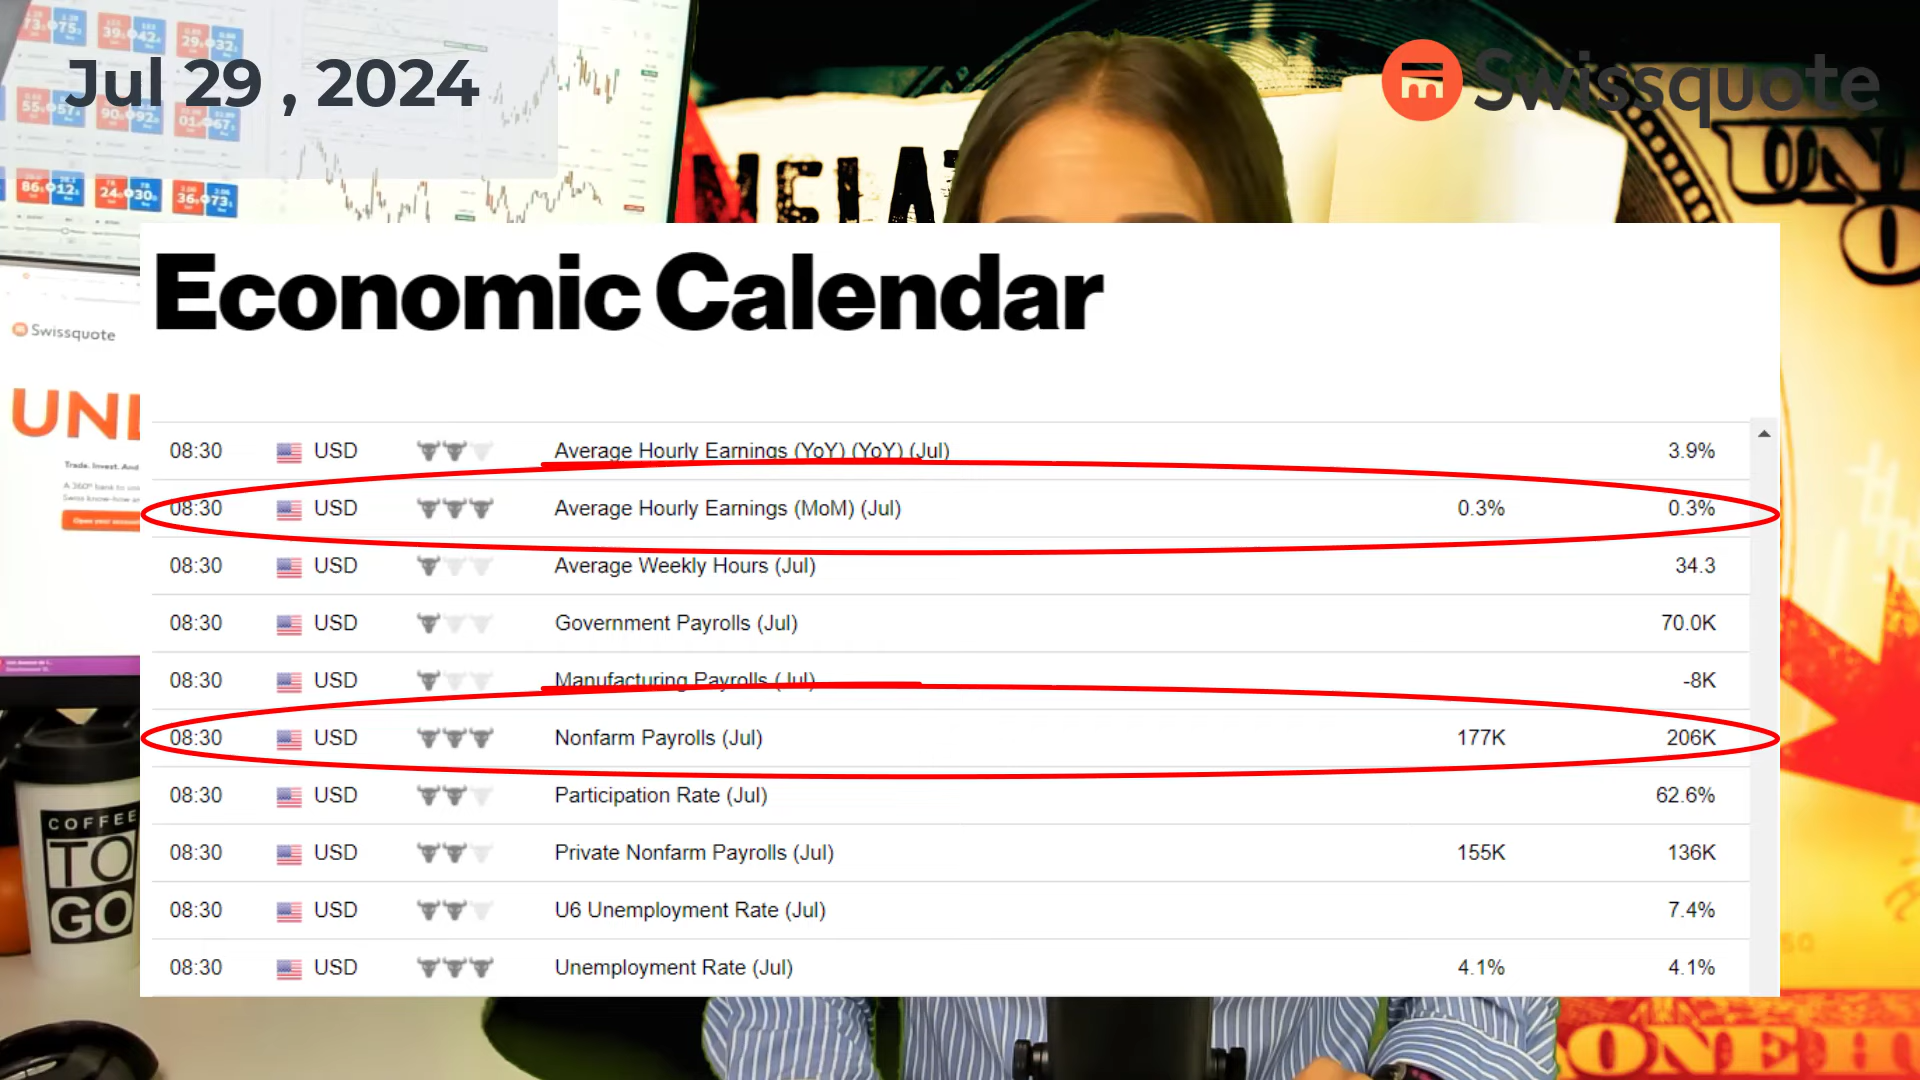 Jul 29 , 2024
Swissquote
Economic Calendar
08:30 USD Average Hourly Earnings (YoY) (YoY) (Jul) 3.9%
08:30 USD Average Hourly Earnings (MoM) (Jul) 0.3% 0.3%
08:30 USD Average Weekly Hours (Jul) 34.3
08:30 USD Government Payrolls (Jul) 70.0K
08:30 USD Manufacturing Payrolls (Jul) -8K
08:30 USD Nonfarm Payrolls (Jul) 177K 206K
08:30 USD Participation Rate (Jul) 62.6%
08:30 USD Private Nonfarm Payrolls (Jul) 155K 136K
08:30 USD U6 Unemployment Rate (Jul) 7.4%
08:30 USD Unemployment Rate (Jul) 4.1% 4.1%
Swissquote
Trade. Invest. And
COFFEE
TO
GO